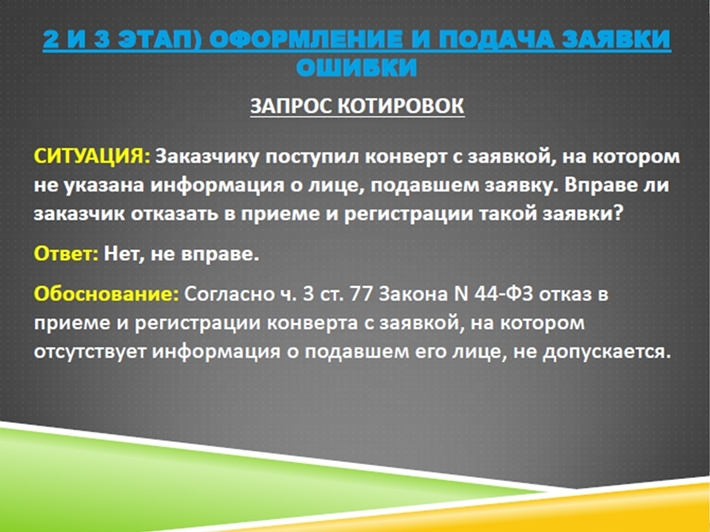 2 И 3 ЭТАП) ОФОРМЛЕНИЕ И ПОДАЧА ЗАЯВКИ
ОШИБКИ
ЗАПРОС КОТИРОВОК
СИТУАЦИЯ: Заказчику поступил конверт с заявкой, на котором
не указана информация о лице, подавшем заявку. Вправе ли
заказчик отказать в приеме и регистрации такой заявки?
Ответ: Нет, не вправе.
Обоснование: Согласно ч. 3 ст. 77 Закона N 44-ФЗ отказ в
приеме и регистрации конверта с заявкой, на котором
отсутствует информация о подавшем его лице, не допускается.